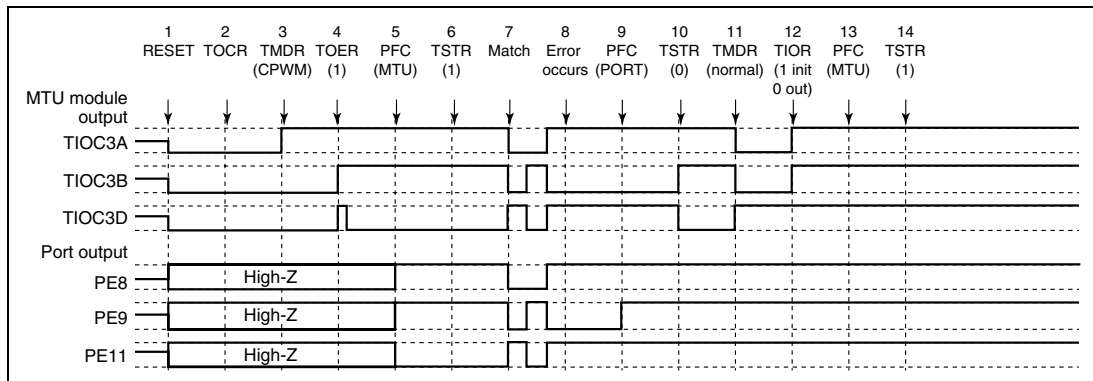 1 2 3 4 5 6 7 8 9 10 11 12 13 14
RESET TOCR TMDR TOER PFC TSTR Match Error PFC TSTR TMDR TIOR PFC TSTR
(CPWM) (1) (MTU) (1) occurs (PORT) (0) (normal) (1 init (MTU) (1)
0 out)
MTU module
output
TIOC3A
TIOC3B
TIOC3D
Port output
PE8 High-Z
PE9 High-Z
PE11 High-Z